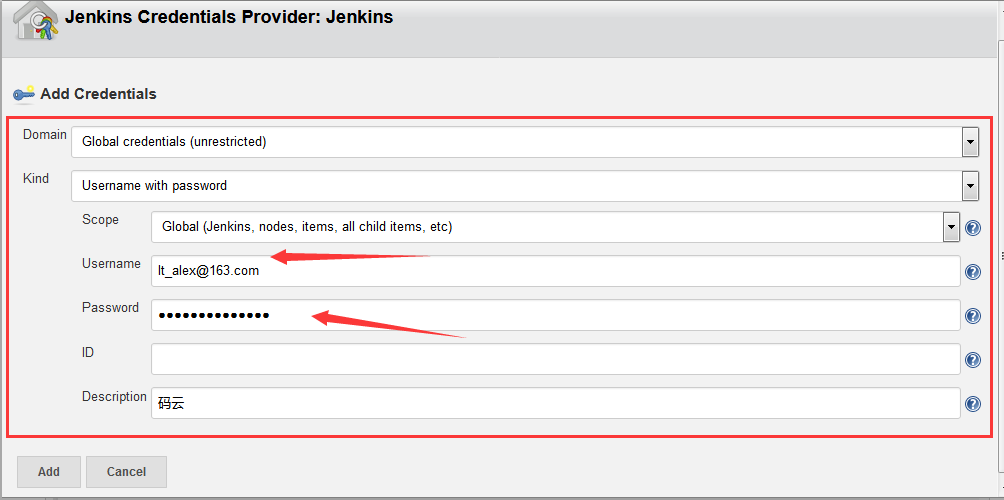 Jenkins Credentials Provider: Jenkins
Add Credentials
Domain Global credentials (unrestricted)
Kind Username with password
Scope Global (Jenkins, nodes, items, all child items, etc)
Username lt_alex@163.com
Password ••••••••••••••
ID
Description 码云
Add Cancel